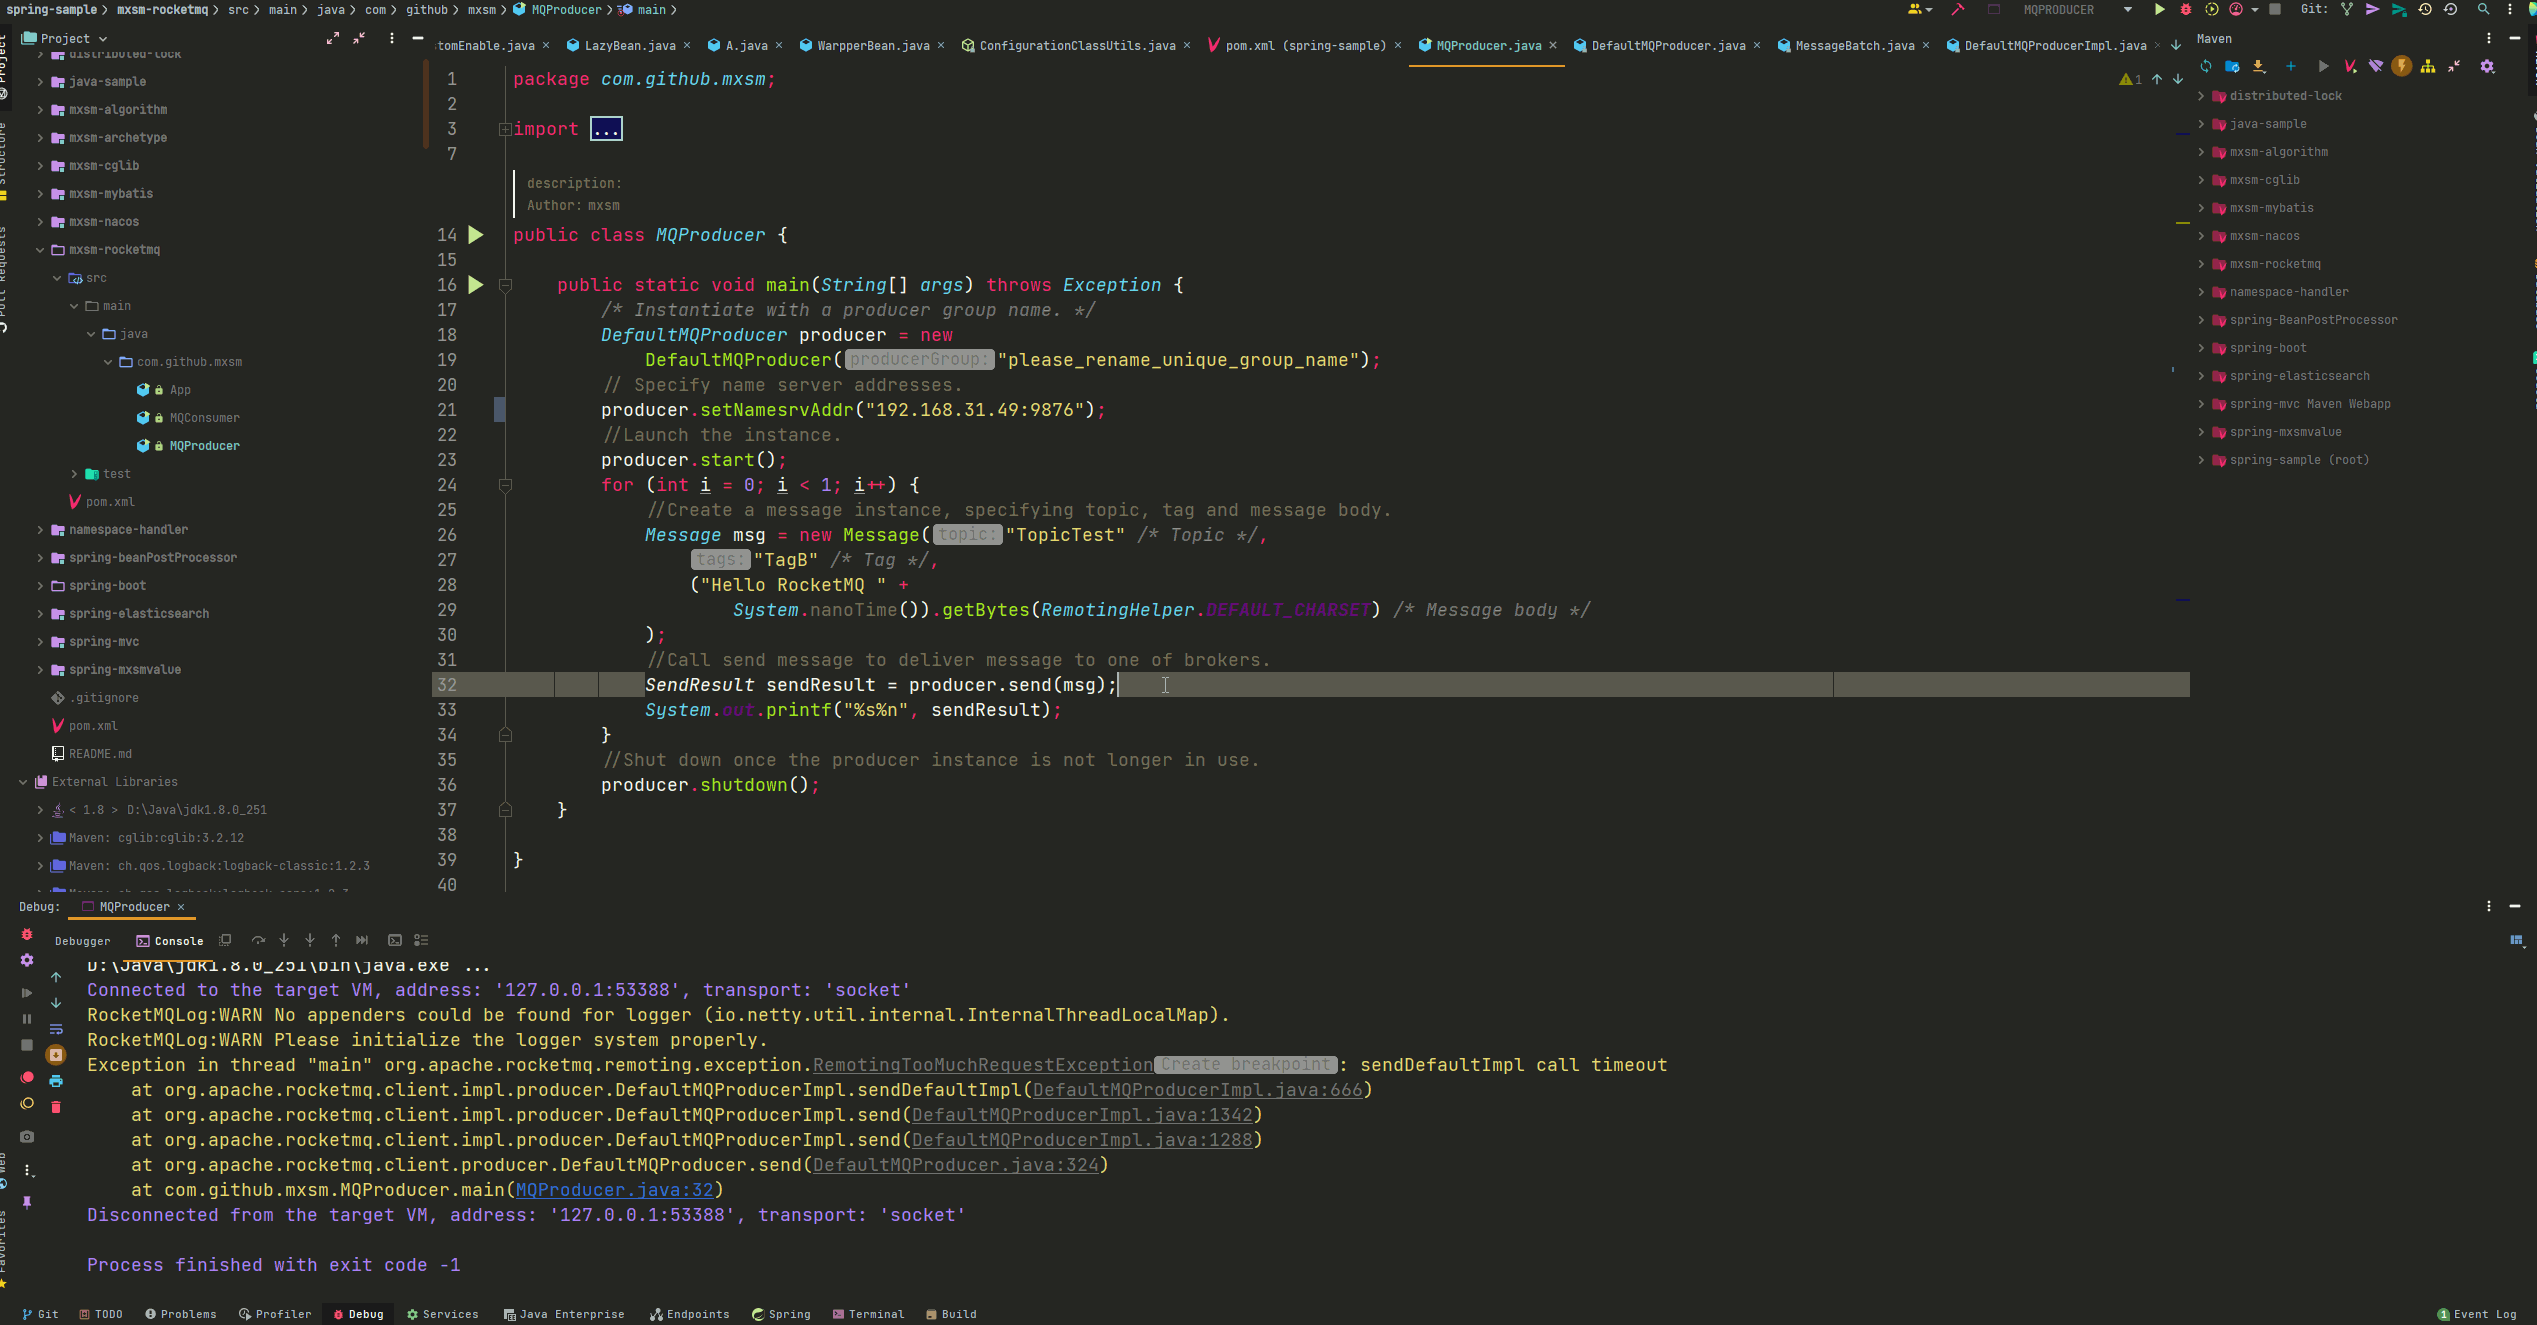 spring-sample mxsm-rocketmq src main java com github mxsm MQProducer main
MQPRODUCER
Git:
Project
tomEnable.java LazyBean.java A.java WarpperBean.java ConfigurationClassUtils.java pom.xml (spring-sample) MQProducer.java DefaultMQProducer.java MessageBatch.java DefaultMQProducerImpl.java
Maven
Project
Structure
Pull Requests
distributed-lock
java-sample
mxsm-algorithm
mxsm-archetype
mxsm-cglib
mxsm-mybatis
mxsm-nacos
mxsm-rocketmq
src
main
java
com.github.mxsm
App
MQConsumer
MQProducer
test
pom.xml
namespace-handler
spring-beanPostProcessor
spring-boot
spring-elasticsearch
spring-mvc
spring-mxsmvalue
.gitignore
pom.xml
README.md
External Libraries
< 1.8 > D:\Java\jdk1.8.0_251
Maven: cglib:cglib:3.2.12
Maven: ch.qos.logback:logback-classic:1.2.3
1 package com.github.mxsm;
2
3 import ...
7
description:
Author: mxsm
14 public class MQProducer {
15
16 public static void main(String[] args) throws Exception {
17 /* Instantiate with a producer group name. */
18 DefaultMQProducer producer = new
19 DefaultMQProducer( producerGroup: "please_rename_unique_group_name");
20 // Specify name server addresses.
21 producer.setNamesrvAddr("192.168.31.49:9876");
22 //Launch the instance.
23 producer.start();
24 for (int i = 0; i < 1; i++) {
25 //Create a message instance, specifying topic, tag and message body.
26 Message msg = new Message( topic: "TopicTest" /* Topic */,
27 tags: "TagB" /* Tag */,
28 ("Hello RocketMQ " +
29 System.nanoTime()).getBytes(RemotingHelper.DEFAULT_CHARSET) /* Message body */
30 );
31 //Call send message to deliver message to one of brokers.
32 SendResult sendResult = producer.send(msg);
33 System.out.printf("%s%n", sendResult);
34 }
35 //Shut down once the producer instance is not longer in use.
36 producer.shutdown();
37 }
38
39 }
40
1
distributed-lock
java-sample
mxsm-algorithm
mxsm-cglib
mxsm-mybatis
mxsm-nacos
mxsm-rocketmq
namespace-handler
spring-BeanPostProcessor
spring-boot
spring-elasticsearch
spring-mvc Maven Webapp
spring-mxsmvalue
spring-sample (root)
Debug: MQProducer
Debugger Console
D:\Java\jdk1.8.0_251\bin\java.exe ...
Connected to the target VM, address: '127.0.0.1:53388', transport: 'socket'
RocketMQLog:WARN No appenders could be found for logger (io.netty.util.internal.InternalThreadLocalMap).
RocketMQLog:WARN Please initialize the logger system properly.
Exception in thread "main" org.apache.rocketmq.remoting.exception.RemotingTooMuchRequestException Create breakpoint : sendDefaultImpl call timeout
at org.apache.rocketmq.client.impl.producer.DefaultMQProducerImpl.sendDefaultImpl(DefaultMQProducerImpl.java:666)
at org.apache.rocketmq.client.impl.producer.DefaultMQProducerImpl.send(DefaultMQProducerImpl.java:1342)
at org.apache.rocketmq.client.impl.producer.DefaultMQProducerImpl.send(DefaultMQProducerImpl.java:1288)
at org.apache.rocketmq.client.producer.DefaultMQProducer.send(DefaultMQProducer.java:324)
at com.github.mxsm.MQProducer.main(MQProducer.java:32)
Disconnected from the target VM, address: '127.0.0.1:53388', transport: 'socket'
Process finished with exit code -1
Web
Favorites
Git TODO Problems Profiler Debug Services Java Enterprise Endpoints Spring Terminal Build
1 Event Log